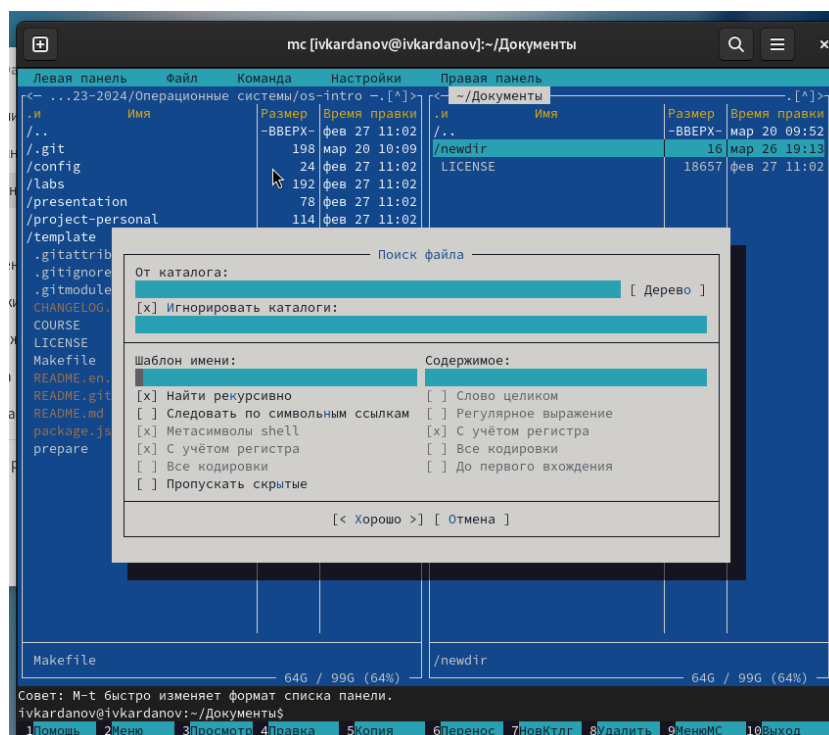 mc [ivkardanov@ivkardanov]:~/Документы
Левая панель Файл Команда Настройки Правая панель
<— ...23-2024/Операционные системы/os-intro —.[^]>
.и Имя Размер Время правки
/.. -ВВЕРХ- фев 27 11:02
/.git 198 мар 20 10:09
/config 24 фев 27 11:02
/labs 192 фев 27 11:02
/presentation 78 фев 27 11:02
/project-personal 114 фев 27 11:02
/template
.gitattrib
.gitignore
.gitmodule
CHANGELOG.
COURSE
LICENSE
Makefile
README.en.
README.git
README.md
package.js
prepare
Makefile
64G / 99G (64%)
<— ~/Документы .[^]>
.и Имя Размер Время правки
/.. -ВВЕРХ- мар 20 09:52
/newdir 16 мар 26 19:13
LICENSE 18657 фев 27 11:02
/newdir
64G / 99G (64%)
Поиск файла
От каталога:
[ Дерево ]
[x] Игнорировать каталоги:
Шаблон имени:
[x] Найти рекурсивно
[ ] Следовать по символьным ссылкам
[x] Метасимволы shell
[x] С учётом регистра
[ ] Все кодировки
[ ] Пропускать скрытые
Содержимое:
[ ] Слово целиком
[ ] Регулярное выражение
[x] С учётом регистра
[ ] Все кодировки
[ ] До первого вхождения
[< Хорошо >] [ Отмена ]
Совет: M-t быстро изменяет формат списка панели.
ivkardanov@ivkardanov:~/Документы$
1Помощь 2Меню 3Просмотр 4Правка 5Копия 6Перенос 7НовКтлг 8Удалить 9МенюMC 10Выход